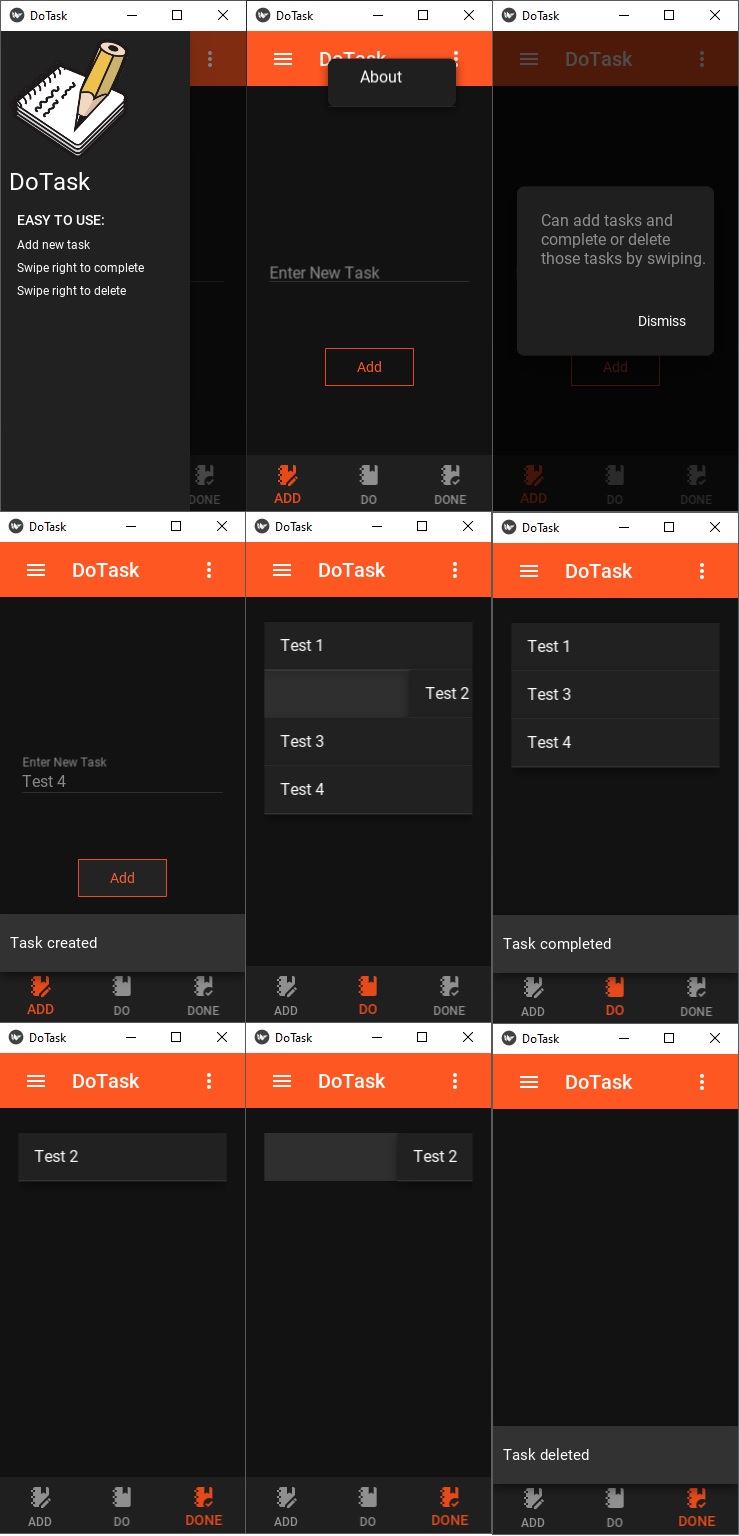 DoTask
DoTask
EASY TO USE:
Add new task
Swipe right to complete
Swipe right to delete
DONE
DoTask
DoTask
About
Enter New Task
Add
ADD
DO
DONE
DoTask
DoTask
Can add tasks and
complete or delete
those tasks by swiping.
Dismiss
Add
ADD
DO
DONE
DoTask
DoTask
Enter New Task
Test 4
Add
Task created
ADD
DO
DONE
DoTask
DoTask
Test 1
Test 2
Test 3
Test 4
ADD
DO
DONE
DoTask
DoTask
Test 1
Test 3
Test 4
Task completed
ADD
DO
DONE
DoTask
DoTask
Test 2
ADD
DO
DONE
DoTask
DoTask
Test 2
ADD
DO
DONE
DoTask
DoTask
Task deleted
ADD
DO
DONE